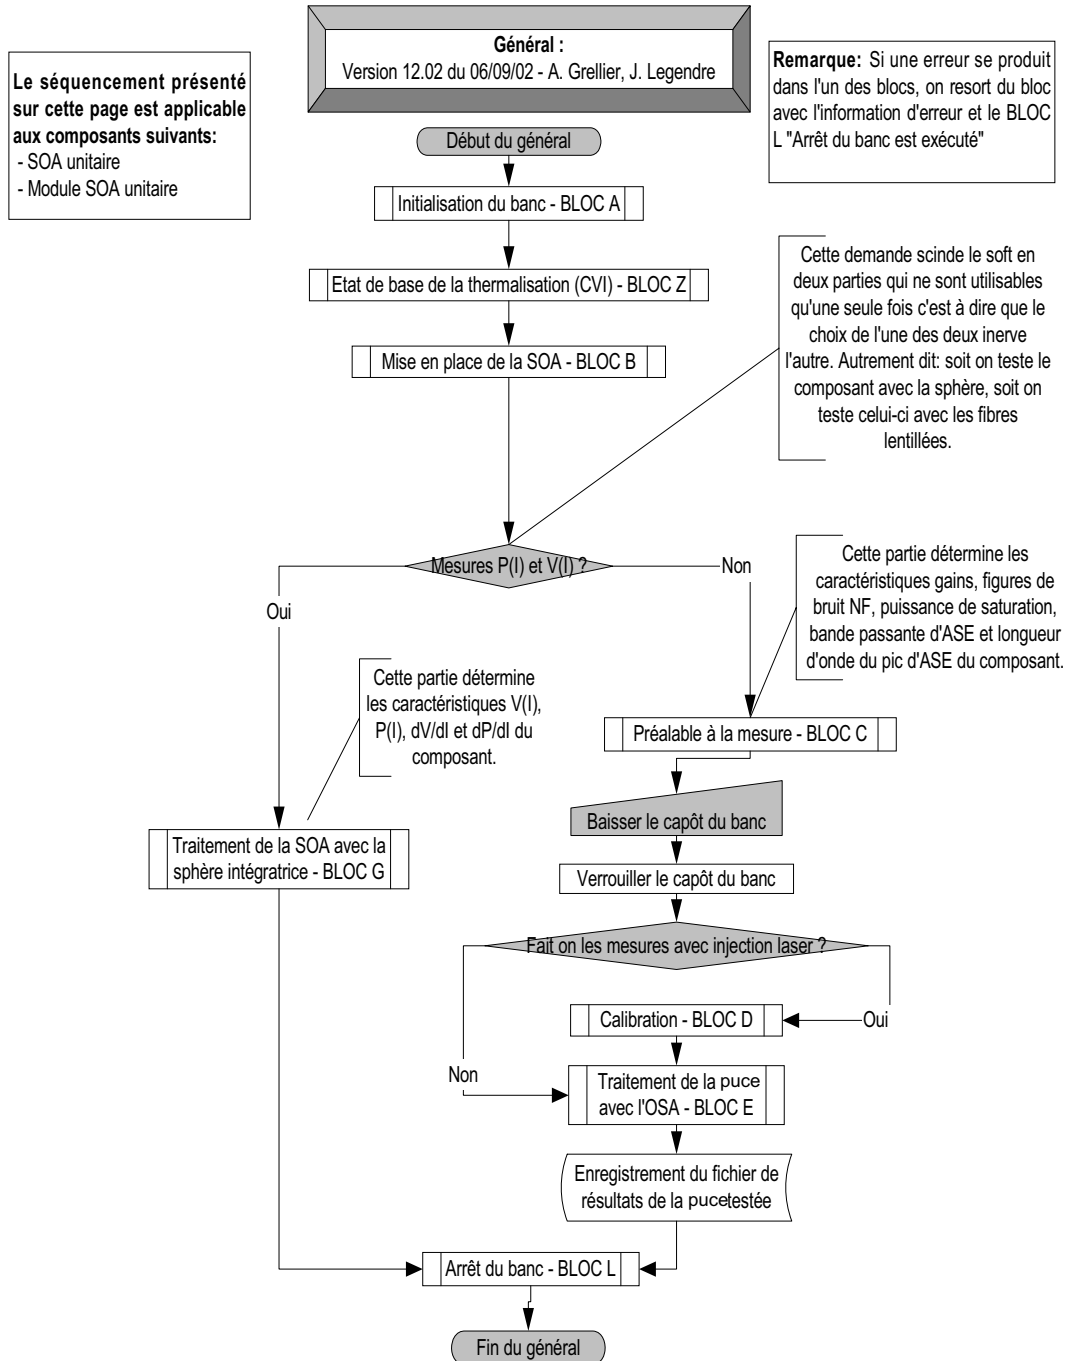 Général :
Version 12.02 du 06/09/02 - A. Grellier, J. Legendre
Le séquencement présenté
sur cette page est applicable
aux composants suivants:
- SOA unitaire
- Module SOA unitaire
Remarque: Si une erreur se produit
dans l'un des blocs, on resort du bloc
avec l'information d'erreur et le BLOC
L "Arrêt du banc est exécuté"
Début du général
Initialisation du banc - BLOC A
Etat de base de la thermalisation (CVI) - BLOC Z
Mise en place de la SOA - BLOC B
Cette demande scinde le soft en
deux parties qui ne sont utilisables
qu'une seule fois c'est à dire que le
choix de l'une des deux inerve
l'autre. Autrement dit: soit on teste le
composant avec la sphère, soit on
teste celui-ci avec les fibres
lentillées.
Mesures P(I) et V(I) ?
Non
Oui
Cette partie détermine les
caractéristiques gains, figures de
bruit NF, puissance de saturation,
bande passante d'ASE et longueur
d'onde du pic d'ASE du composant.
Cette partie détermine
les caractéristiques V(I),
P(I), dV/dI et dP/dI du
composant.
Préalable à la mesure - BLOC C
Baisser le capôt du banc
Traitement de la SOA avec la
sphère intégratrice - BLOC G
Verrouiller le capôt du banc
Fait on les mesures avec injection laser ?
Calibration - BLOC D
Oui
Non
Traitement de la puce
avec l'OSA - BLOC E
Enregistrement du fichier de
résultats de la pucetestée
Arrêt du banc - BLOC L
Fin du général